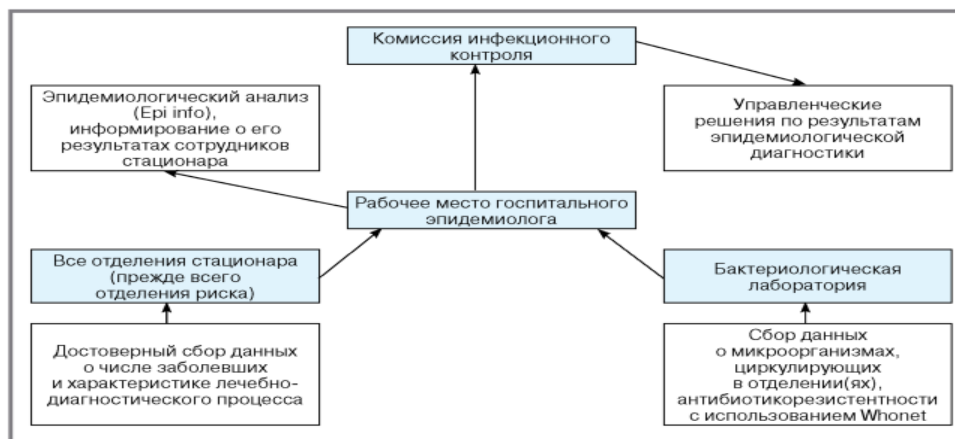 Комиссия инфекционного
контроля
Эпидемиологический анализ
(Epi info),
информирование о его
результатах сотрудников
стационара
Управленческие
решения по результатам
эпидемиологической
диагностики
Рабочее место госпитального
эпидемиолога
Все отделения стационара
(прежде всего
отделения риска)
Бактериологическая
лаборатория
Достоверный сбор данных
о числе заболевших
и характеристике лечебно-
диагностического процесса
Сбор данных
о микроорганизмах,
циркулирующих
в отделении(ях),
антибиотикорезистентности
с использованием Whonet